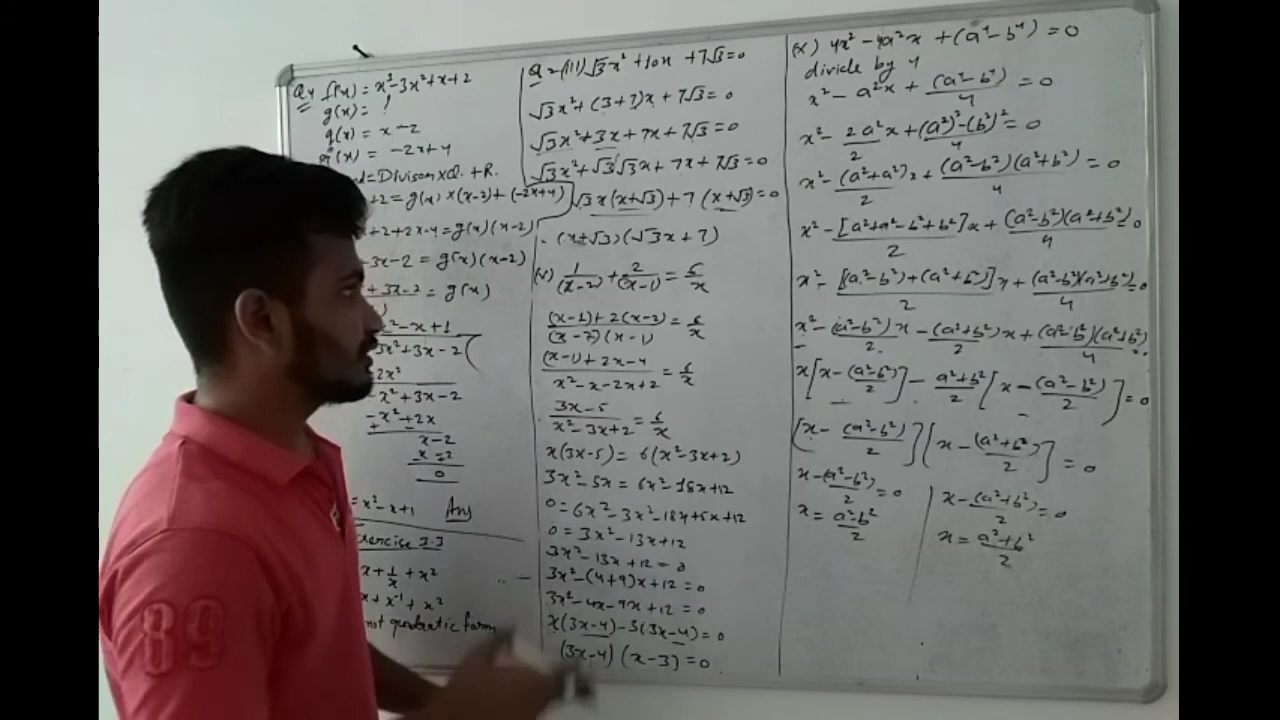 Q4 f(x) = x³-3x²+x+2
g(x) = ?
q(x) = x-2
r(x) = -2x+4
=Divison×Q. + R.
+2 = g(x) × (x-2) + (-2x+4)
+2+2x-4 = g(x)(x-2)
-3x-2 = g(x)(x-2)
+3x-2 = g(x)
x²-x+1
3x²+3x-2
2x²
-x²+3x-2
-x²+2x
x-2
x-2
0
= x²-x+1 Ans
Exercise 3.3
x+1/x+x²
x+x⁻¹+x²
not quadratic form
Q2-(iii) √3x²+10x+7√3=0
√3x²+(3+7)x+7√3=0
√3x²+3x+7x+7√3=0
√3x²+√3√3x+7x+7√3=0
√3x(x+√3)+7(x+√3)=0
(x+√3)(√3x+7)
(v) 1/(x-2)+2/(x-1)=6/x
(x-1)+2(x-2)/(x-2)(x-1)=6/x
(x-1)+2x-4/x²-x-2x+2=6/x
3x-5/x²-3x+2=6/x
x(3x-5)=6(x²-3x+2)
3x²-5x=6x²-18x+12
0=6x²-3x²-18x+5x+12
0=3x²-13x+12
3x²-13x+12=0
3x²-(4+9)x+12=0
3x²-4x-9x+12=0
x(3x-4)-3(3x-4)=0
(3x-4)(x-3)=0
(x) 4x²-4a²x+(a⁴-b⁴)=0
divide by 4
x²-a²x+(a⁴-b⁴)/4=0
x²-2a²x/2+(a²)²-(b²)²/4=0
x²-(a²+a²)x/2+(a²-b²)(a²+b²)/4=0
x²-[a²+a²-b²+b²]x/2+(a²-b²)(a²+b²)/4=0
x²-[(a²-b²)+(a²+b²)]x/2+(a²-b²)(a²+b²)/4=0
x²-(a²-b²)/2x-(a²+b²)/2x+(a²-b²)(a²+b²)/4=0
x[x-(a²-b²)/2]-a²+b²/2[x-(a²-b²)/2]=0
[x-(a²-b²)/2][x-(a²+b²)/2]=0
x-(a²-b²)/2=0
x=a²-b²/2
x-(a²+b²)/2=0
x=a²+b²/2
89